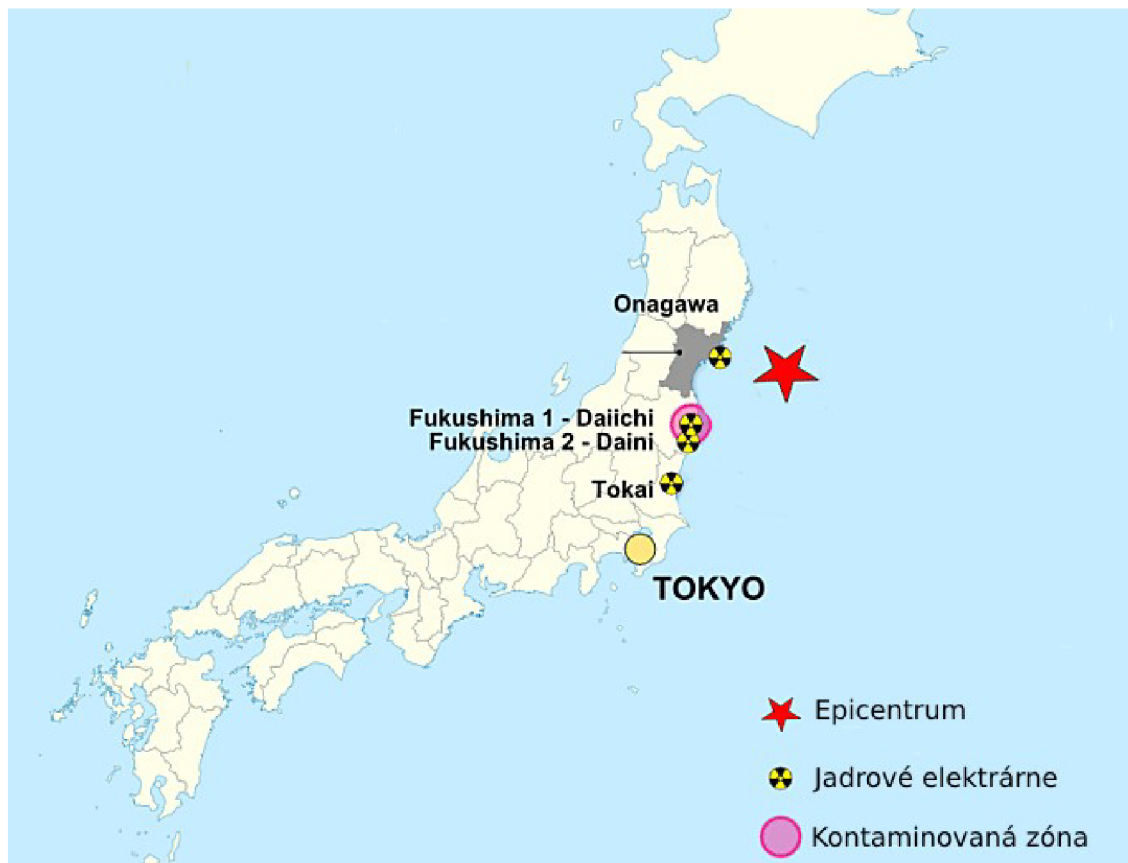 Onagawa
Fukushima 1 - Daiichi
Fukushima 2 - Daini
Tokai
TOKYO
Epicentrum
Jadrové elektrárne
Kontaminovaná zóna